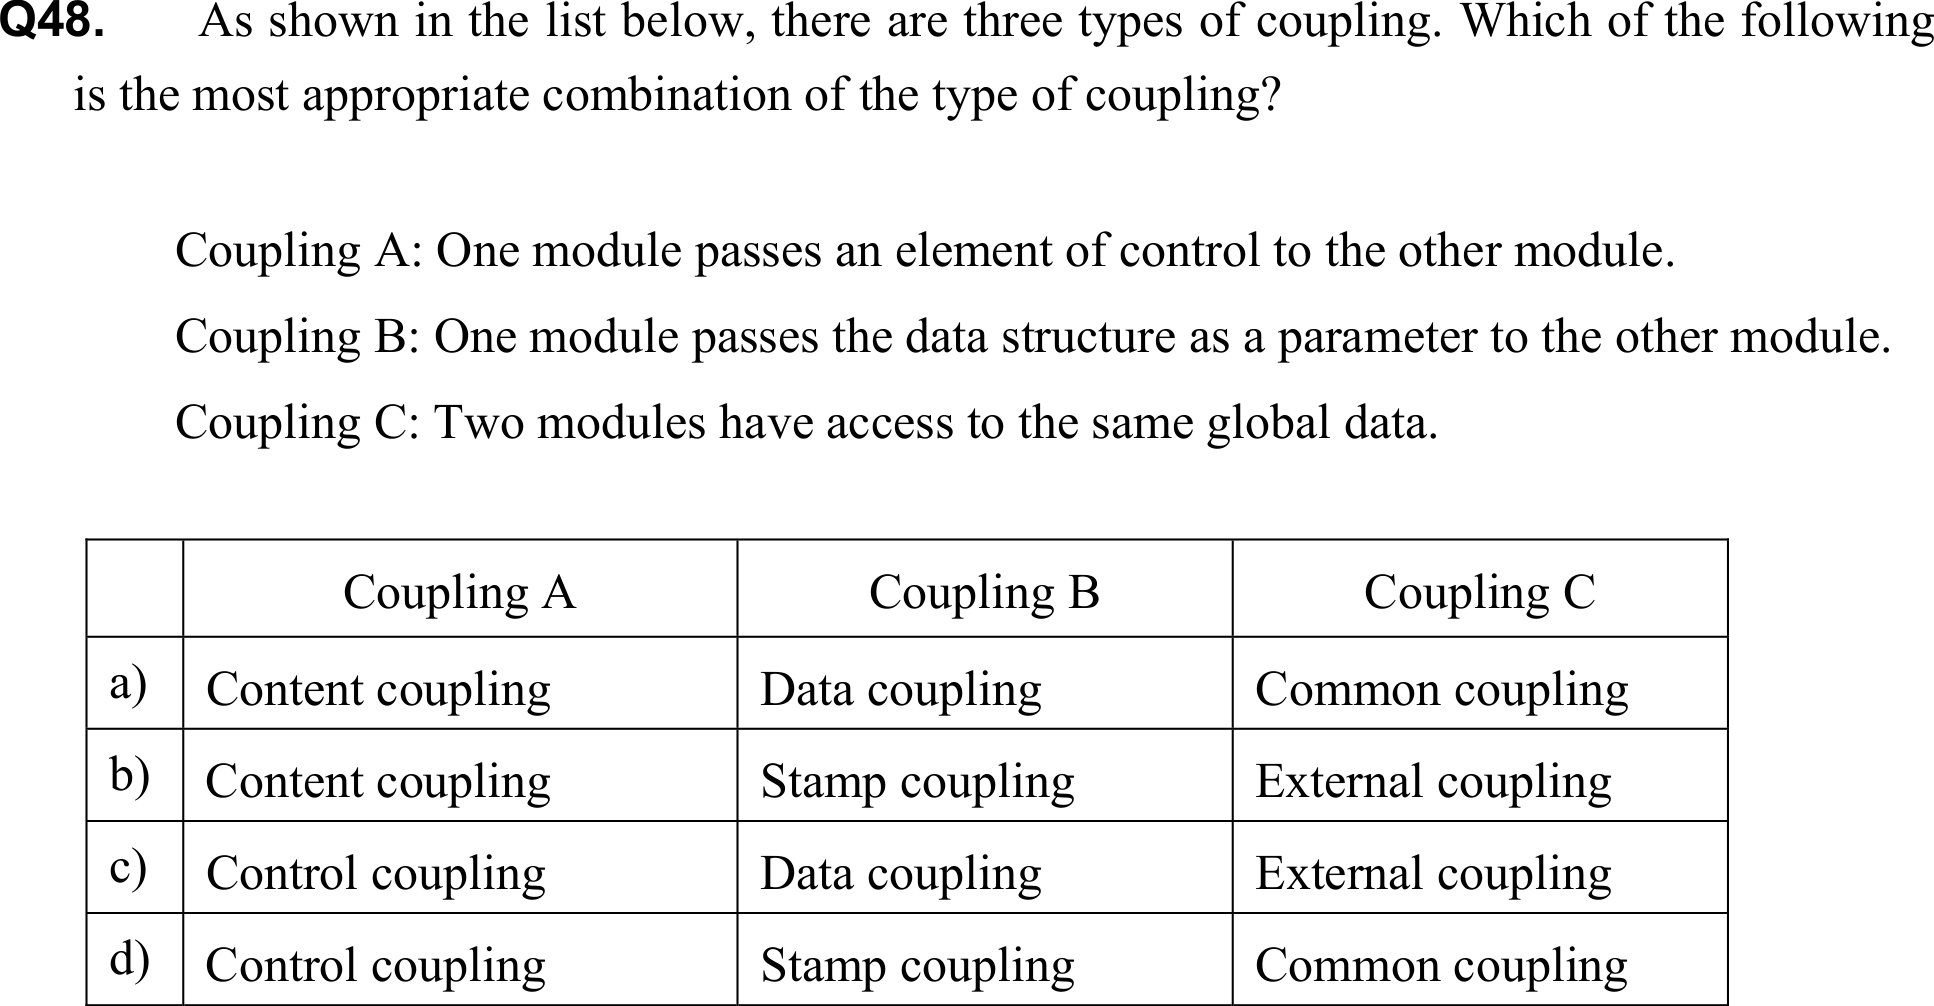 Q48. As shown in the list below, there are three types of coupling. Which of the following
is the most appropriate combination of the type of coupling?
Coupling A: One module passes an element of control to the other module.
Coupling B: One module passes the data structure as a parameter to the other module.
Coupling C: Two modules have access to the same global data.
Coupling A Coupling B Coupling C
a) Content coupling Data coupling Common coupling
b) Content coupling Stamp coupling External coupling
c) Control coupling Data coupling External coupling
d) Control coupling Stamp coupling Common coupling